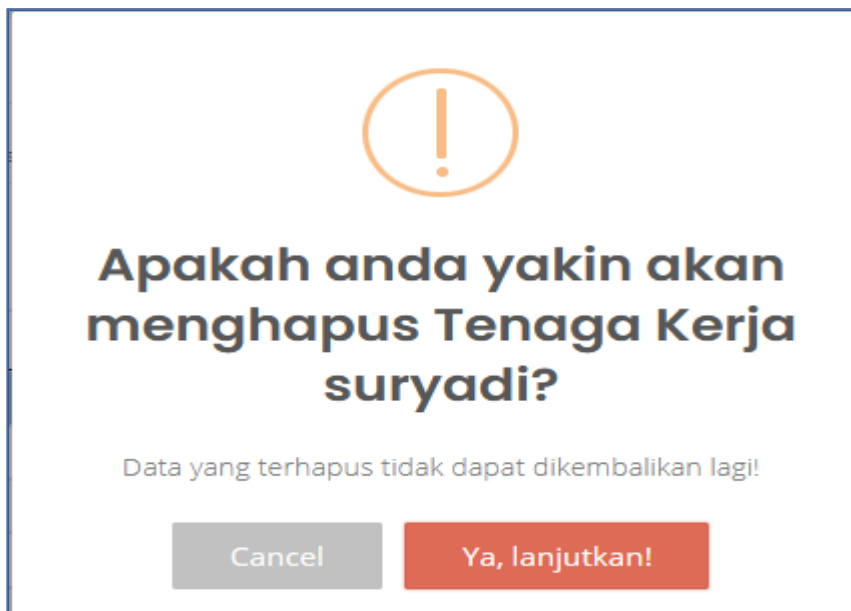 Apakah anda yakin akan
menghapus Tenaga Kerja
suryadi?
Data yang terhapus tidak dapat dikembalikan lagi!
Cancel
Ya, lanjutkan!